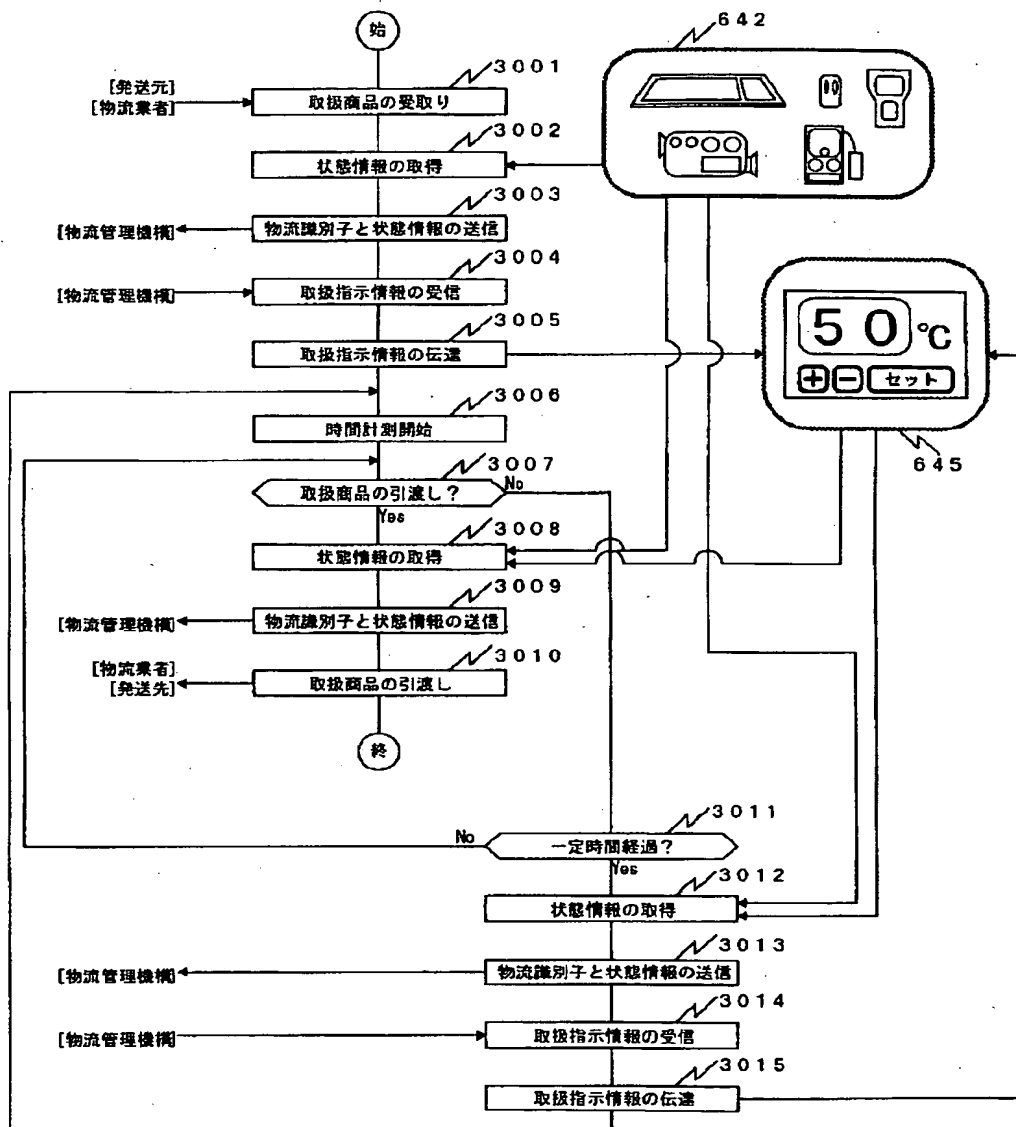 始
642
3001
[発送元]
[物流業者]
取扱商品の受取り
3002
状態情報の取得
3003
[物流管理機構]
物流識別子と状態情報の送信
3004
[物流管理機構]
取扱指示情報の受信
3005
取扱指示情報の伝達
50℃
+ − セット
645
3006
時間計測開始
3007
取扱商品の引渡し?
No
Yes
3008
状態情報の取得
3009
[物流管理機構]
物流識別子と状態情報の送信
3010
[物流業者]
[発送先]
取扱商品の引渡し
終
3011
No
一定時間経過?
Yes
3012
状態情報の取得
3013
[物流管理機構]
物流識別子と状態情報の送信
3014
[物流管理機構]
取扱指示情報の受信
3015
取扱指示情報の伝達